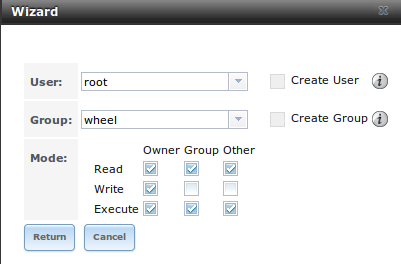 Wizard
User: root Create User i
Group: wheel Create Group i
Mode: Owner Group Other
Read
Write
Execute
Return Cancel